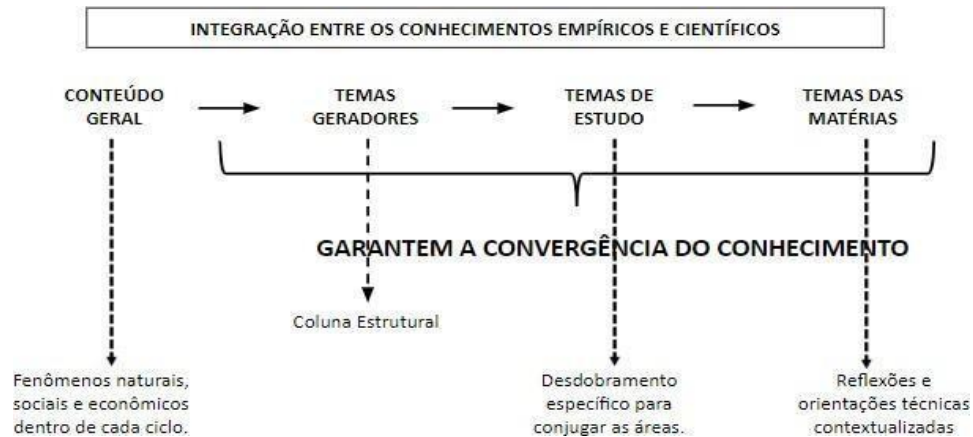 INTEGRAÇÃO ENTRE OS CONHECIMENTOS EMPÍRICOS E CIENTÍFICOS
CONTEÚDO
GERAL
TEMAS
GERADORES
TEMAS DE
ESTUDO
TEMAS DAS
MATÉRIAS
GARANTEM A CONVERGÊNCIA DO CONHECIMENTO
Coluna Estrutural
Fenômenos naturais,
sociais e econômicos
dentro de cada ciclo.
Desdobramento
específico para
conjugar as áreas.
Reflexões e
orientações técnicas
contextualizadas